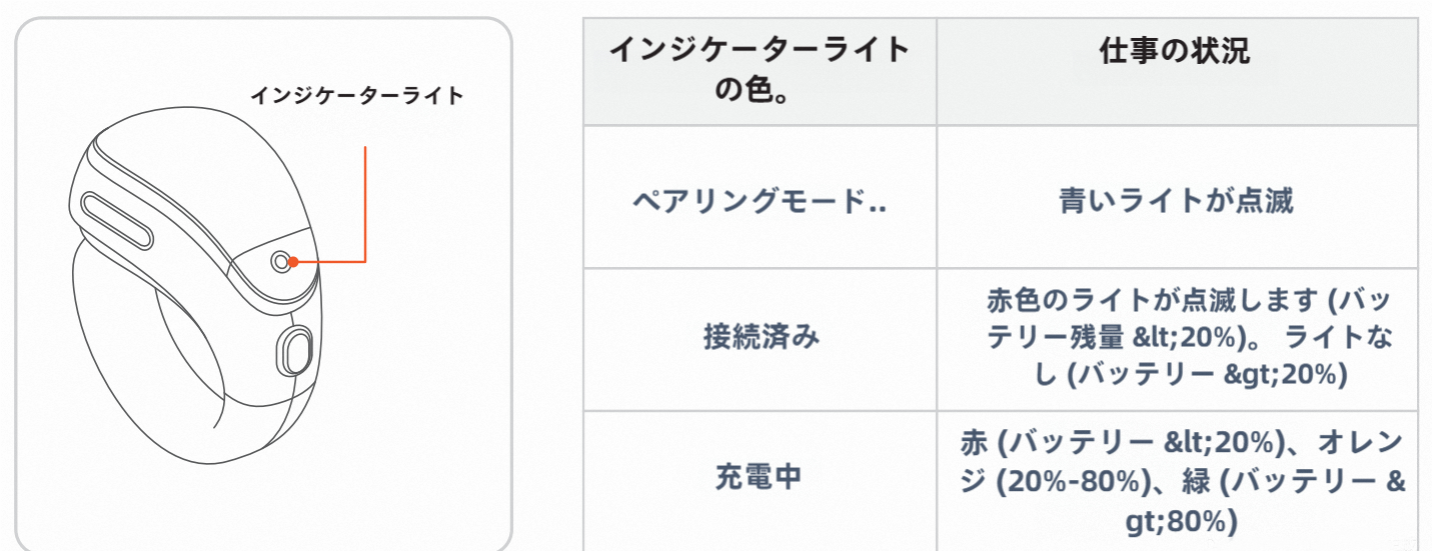 インジケーターライト
インジケーターライト
の色。
仕事の状況
ペアリングモード..
青いライトが点滅
接続済み
赤色のライトが点滅します (バッ
テリー残量 &lt;20%)。 ライトな
し (バッテリー &gt;20%)
充電中
赤 (バッテリー &lt;20%)、オレン
ジ (20%-80%)、緑 (バッテリー &
gt;80%)